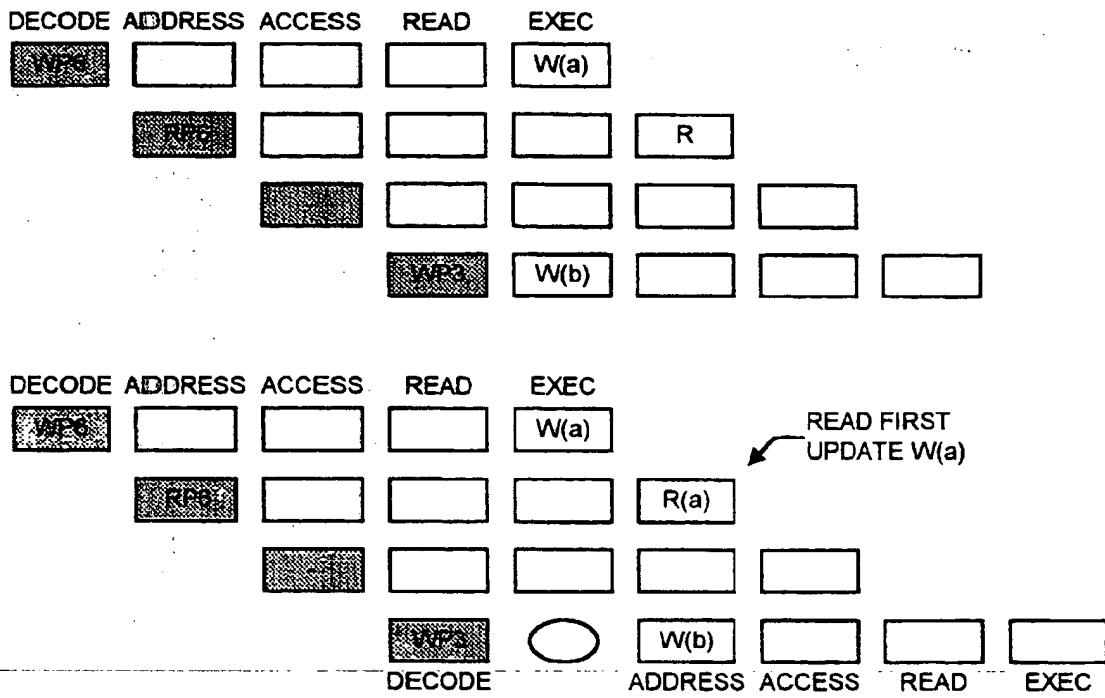 DECODE ADDRESS ACCESS READ EXEC
WP6 W(a)
RP6 R
WP3 W(b)
DECODE ADDRESS ACCESS READ EXEC
WP6 W(a)
READ FIRST
UPDATE W(a)
RP6 R(a)
WP3 W(b)
DECODE ADDRESS ACCESS READ EXEC